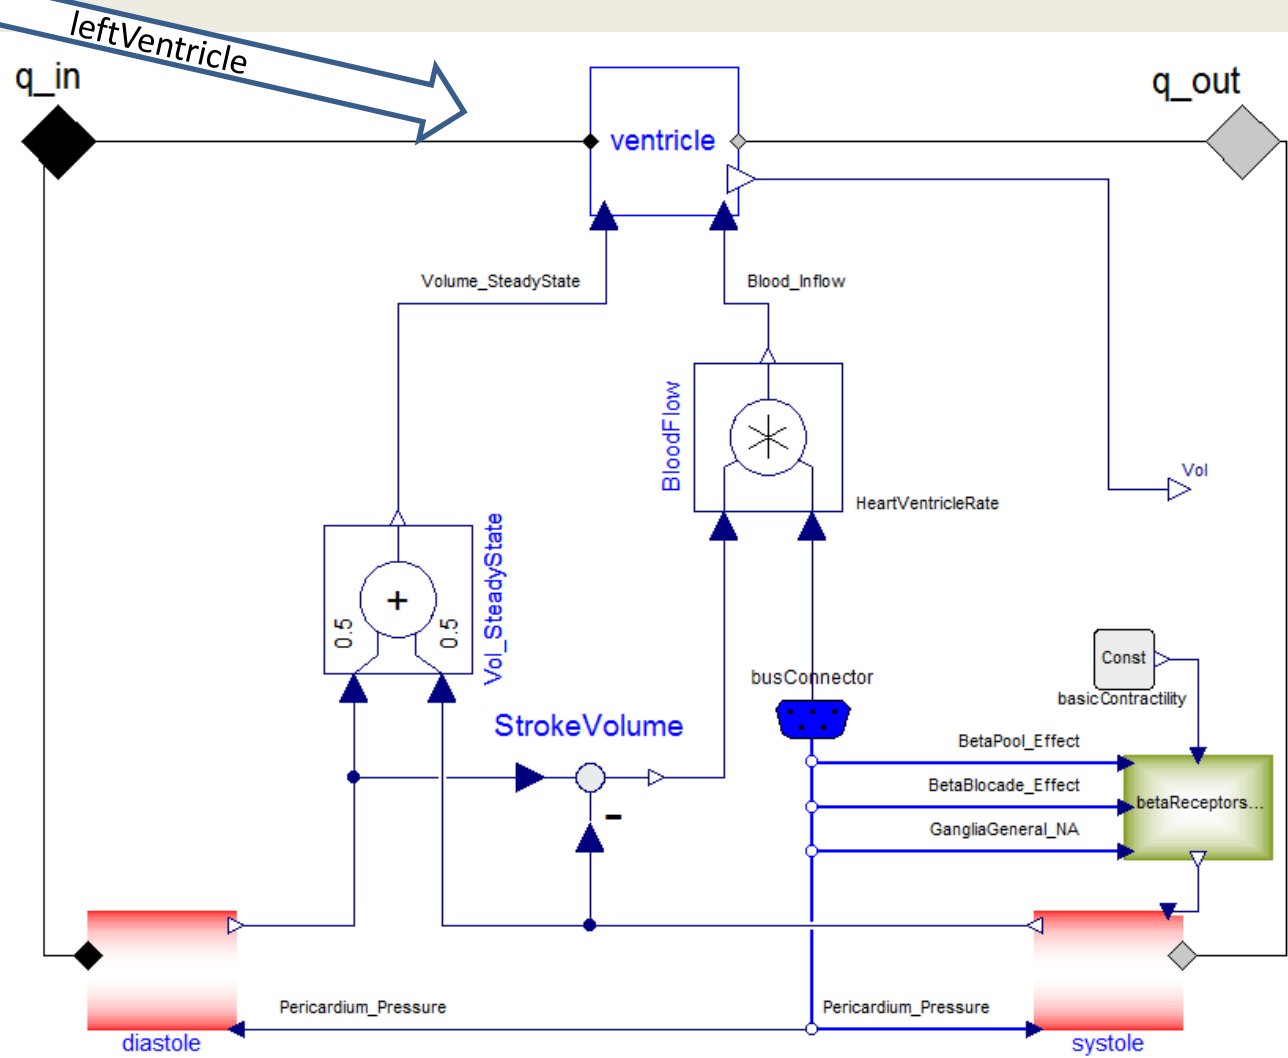 leftVentricle
q_in
q_out
ventricle
Volume_SteadyState
Blood_Inflow
BloodFlow
Vol
HeartVentricleRate
0.5
+
0.5
Vol_SteadyState
Const
basicContractility
busConnector
StrokeVolume
-
BetaPool_Effect
BetaBlocade_Effect
GangliaGeneral_NA
betaReceptors...
Pericardium_Pressure
Pericardium_Pressure
diastole
systole